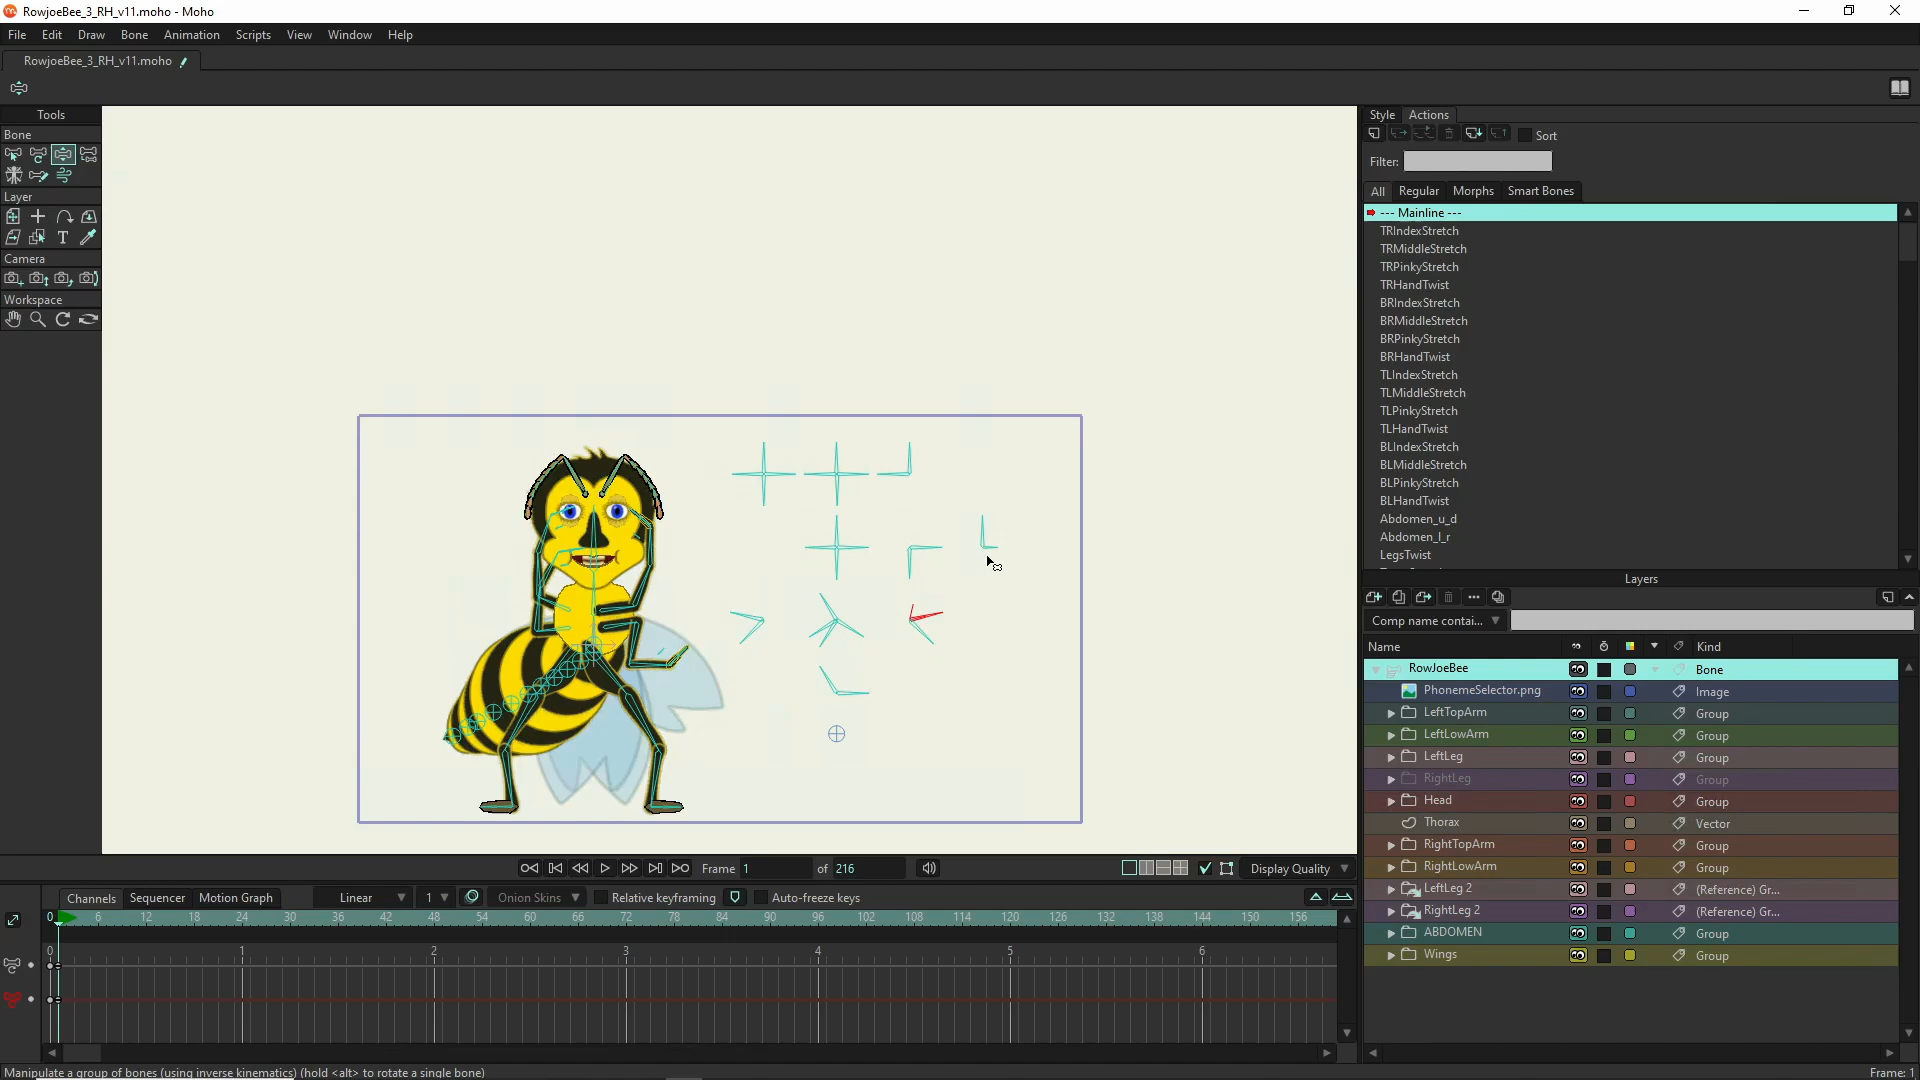 RowjoeBee_3_RH_v11.moho - Moho
File Edit Draw Bone Animation Scripts View Window Help
RowjoeBee_3_RH_v11.moho
Tools
Bone
Layer
T
Camera
Workspace
Style Actions
Sort
Filter:
All Regular Morphs Smart Bones
--- Mainline ---
TRIndexStretch
TRMiddleStretch
TRPinkyStretch
TRHandTwist
BRIndexStretch
BRMiddleStretch
BRPinkyStretch
BRHandTwist
TLIndexStretch
TLMiddleStretch
TLPinkyStretch
TLHandTwist
BLIndexStretch
BLMiddleStretch
BLPinkyStretch
BLHandTwist
Abdomen_u_d
Abdomen_l_r
LegsTwist
Layers
Comp name contai...
Name Kind
RowJoeBee Bone
PhonemeSelector.png Image
LeftTopArm Group
LeftLowArm Group
LeftLeg Group
RightLeg Group
Head Group
Thorax Vector
RightTopArm Group
RightLowArm Group
LeftLeg 2 (Reference) Gr...
RightLeg 2 (Reference) Gr...
ABDOMEN Group
Wings Group
Frame 1 of 216 Display Quality
Channels Sequencer Motion Graph Linear 1 Onion Skins Relative keyframing Auto-freeze keys
0 6 12 18 24 30 36 42 48 54 60 66 72 78 84 90 96 102 108 114 120 126 132 138 144 150 156
0 1 2 3 4 5 6
Manipulate a group of bones (using inverse kinematics) (hold <alt> to rotate a single bone) Frame: 1